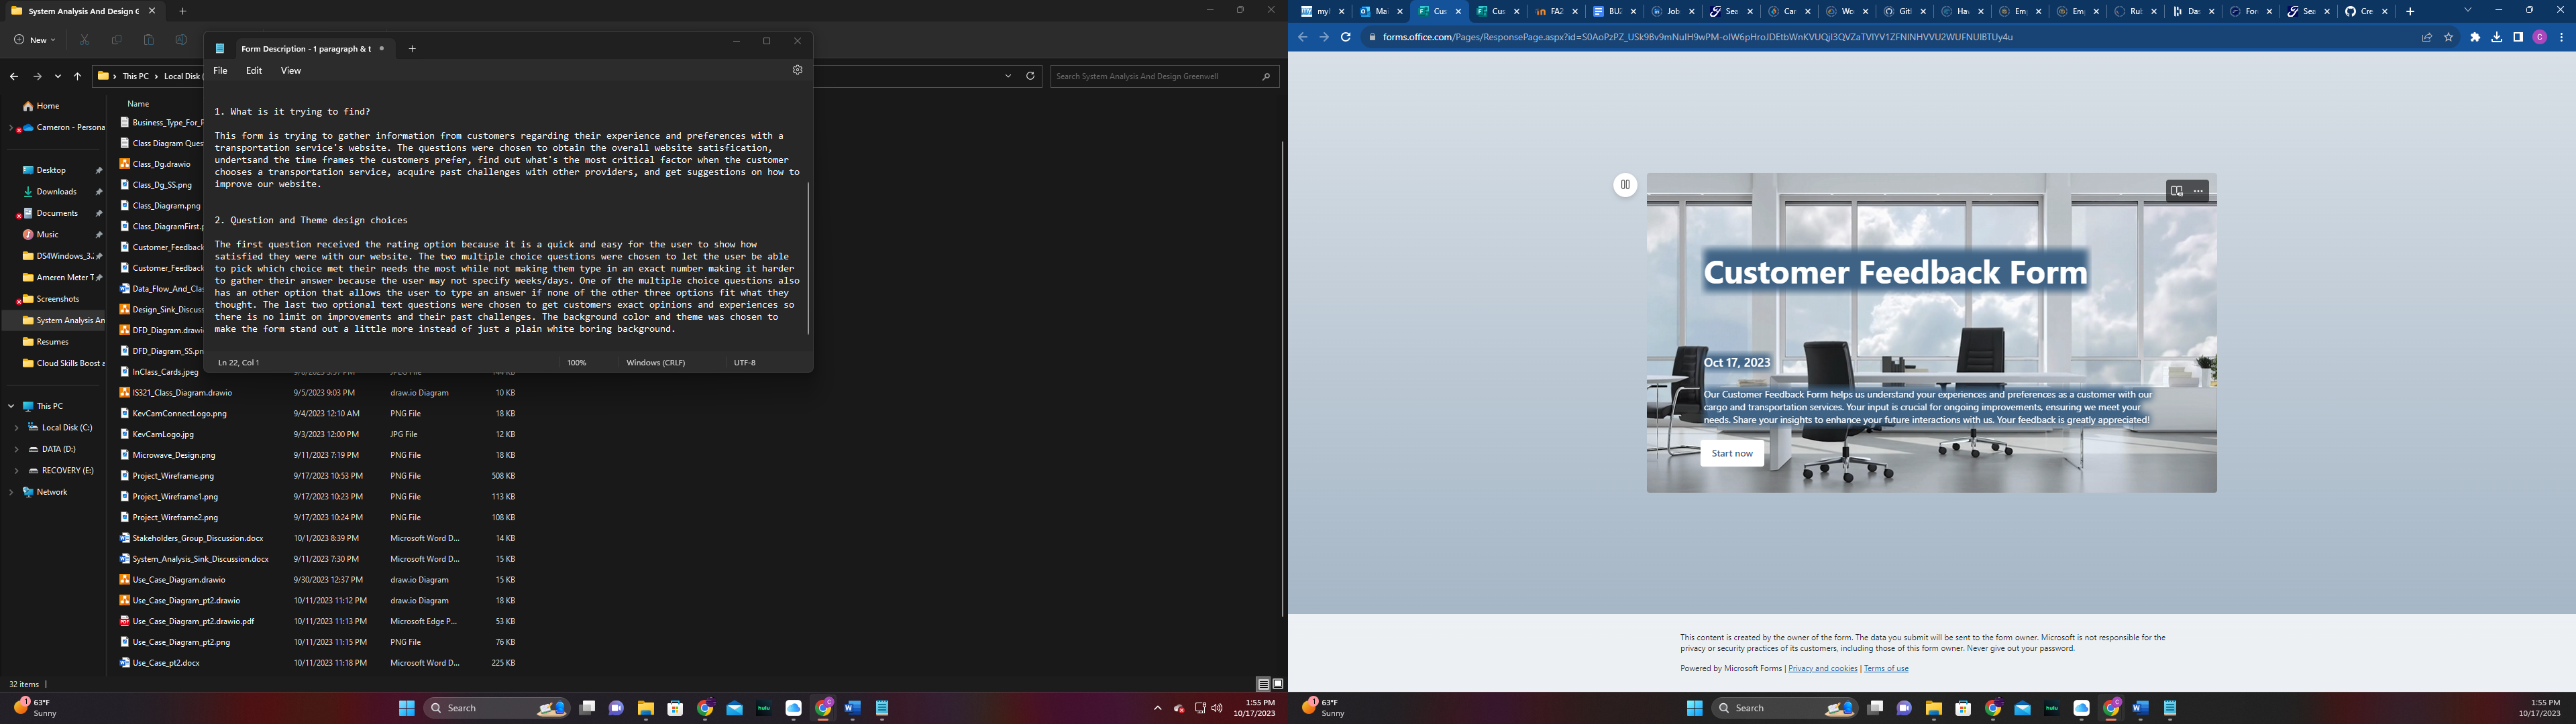 System Analysis And Design G
New
This PC
Local Disk (
Search System Analysis And Design Greenwell
Home
Cameron - Persona
Desktop
Downloads
Documents
Music
DS4Windows_3.
Ameren Meter T
Screenshots
System Analysis An
Resumes
Cloud Skills Boost a
This PC
Local Disk (C:)
DATA (D:)
RECOVERY (E:)
Network
Name
Business_Type_For_P
Class Diagram Ques
Class_Dg.drawio
Class_Dg_SS.png
Class_Diagram.png
Class_DiagramFirst.p
Customer_Feedback
Customer_Feedback
Data_Flow_And_Clas
Design_Sink_Discuss
DFD_Diagram.drawi
DFD_Diagram_SS.pn
InClass_Cards.jpeg
IS321_Class_Diagram.drawio 9/5/2023 9:03 PM draw.io Diagram 10 KB
KevCamConnectLogo.png 9/4/2023 12:10 AM PNG File 18 KB
KevCamLogo.jpg 9/3/2023 12:00 PM JPG File 12 KB
Microwave_Design.png 9/11/2023 7:19 PM PNG File 18 KB
Project_Wireframe.png 9/17/2023 10:53 PM PNG File 508 KB
Project_Wireframe1.png 9/17/2023 10:23 PM PNG File 113 KB
Project_Wireframe2.png 9/17/2023 10:24 PM PNG File 108 KB
Stakeholders_Group_Discussion.docx 10/1/2023 8:39 PM Microsoft Word D... 14 KB
System_Analysis_Sink_Discussion.docx 9/11/2023 7:30 PM Microsoft Word D... 15 KB
Use_Case_Diagram.drawio 9/30/2023 12:37 PM draw.io Diagram 15 KB
Use_Case_Diagram_pt2.drawio 10/11/2023 11:12 PM draw.io Diagram 18 KB
Use_Case_Diagram_pt2.drawio.pdf 10/11/2023 11:13 PM Microsoft Edge P... 53 KB
Use_Case_Diagram_pt2.png 10/11/2023 11:15 PM PNG File 76 KB
Use_Case_pt2.docx 10/11/2023 11:18 PM Microsoft Word D... 225 KB
32 items
Form Description - 1 paragraph & t
File Edit View
1. What is it trying to find?
This form is trying to gather information from customers regarding their experience and preferences with a
transportation service's website. The questions were chosen to obtain the overall website satisfication,
undertsand the time frames the customers prefer, find out what's the most critical factor when the customer
chooses a transportation service, acquire past challenges with other providers, and get suggestions on how to
improve our website.
2. Question and Theme design choices
The first question received the rating option because it is a quick and easy for the user to show how
satisfied they were with our website. The two multiple choice questions were chosen to let the user be able
to pick which choice met their needs the most while not making them type in an exact number making it harder
to gather their answer because the user may not specify weeks/days. One of the multiple choice questions also
has an other option that allows the user to type an answer if none of the other three options fit what they
thought. The last two optional text questions were chosen to get customers exact opinions and experiences so
there is no limit on improvements and their past challenges. The background color and theme was chosen to
make the form stand out a little more instead of just a plain white boring background.
Ln 22, Col 1 100% Windows (CRLF) UTF-8
63°F
Sunny
Search
1:55 PM
10/17/2023
my Ma Cus Cus FA2 BU Job Sea Car Wo Git Ha Em Em Rul Das For Sea Cre
forms.office.com/Pages/ResponsePage.aspx?id=
Customer Feedback Form
Oct 17, 2023
Our Customer Feedback Form helps us understand your experiences and preferences as a customer with our
cargo and transportation services. Your input is crucial for ongoing improvements, ensuring we meet your
needs. Share your insights to enhance your future interactions with us. Your feedback is greatly appreciated!
Start now
This content is created by the owner of the form. The data you submit will be sent to the form owner. Microsoft is not responsible for the
privacy or security practices of its customers, including those of this form owner. Never give out your password.
Powered by Microsoft Forms | Privacy and cookies | Terms of use
63°F
Sunny
Search
1:55 PM
10/17/2023